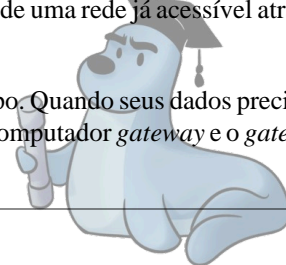 de uma rede já acessível atr
po. Quando seus dados preci
omputador gateway e o gate